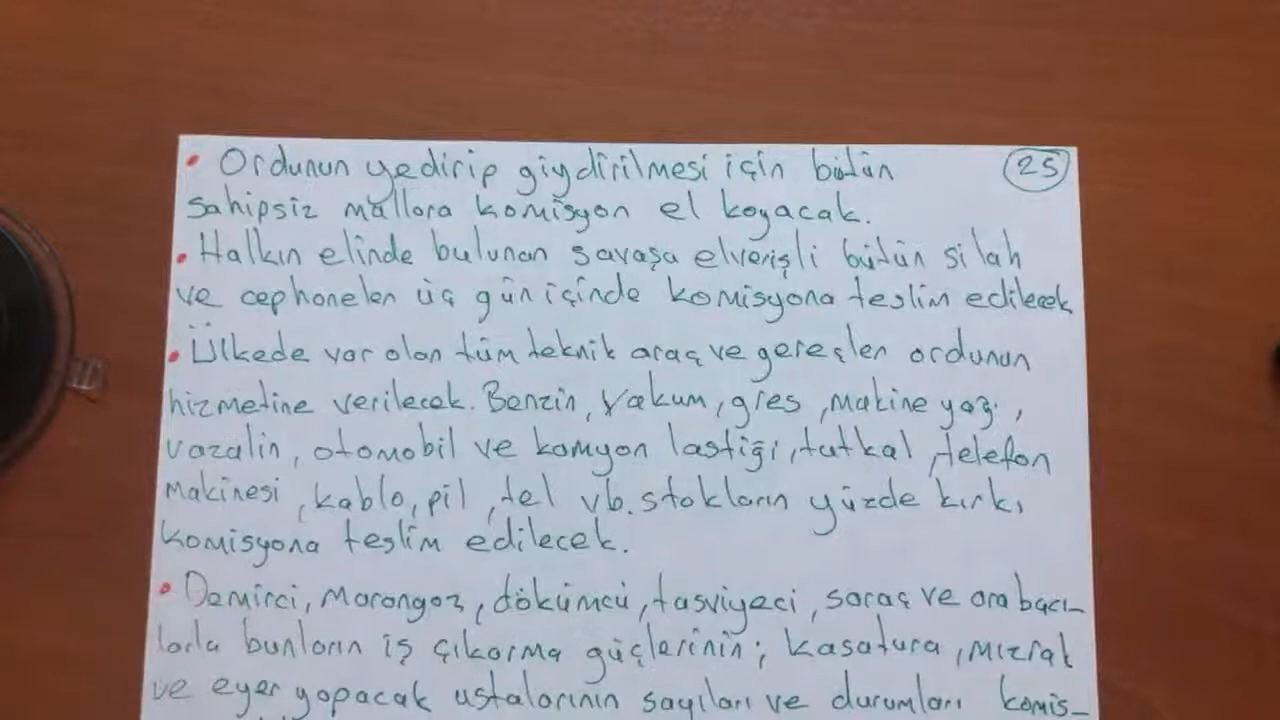 • Ordunun yedirip giydirilmesi için bütün 25
sahipsiz mallara komisyon el koyacak.
• Halkın elinde bulunan savaşa elverişli bütün silah
ve cephaneler üç gün içinde komisyona teslim edilecek
• Ülkede var olan tüm teknik araç ve gereçler ordunun
hizmetine verilecek. Benzin, vakum, gres, makine yağı,
vazalin, otomobil ve kamyon lastiği, tutkal, telefon
makinesi, kablo, pil, tel vb. stokların yüzde kırkı
komisyona teslim edilecek.
• Demirci, Marangoz, dökümcü, tasviyeci, saraç ve arabacı-
larla bunların iş çıkarma güçlerinin; kasatura, mızrak
ve eyer yapacak ustalarının sayıları ve durumları komis-